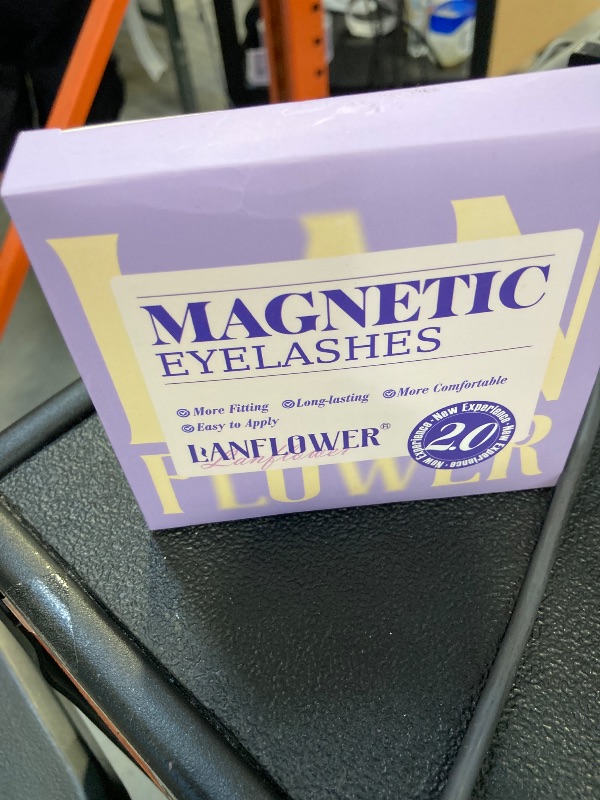 MAGNETIC
EYELASHES
More Fitting
Long-lasting
More Comfortable
Easy to Apply
LANFLOWER®
Lanflower
New Experience · New Experience · New Experience
2.0
LAN
FLOWER